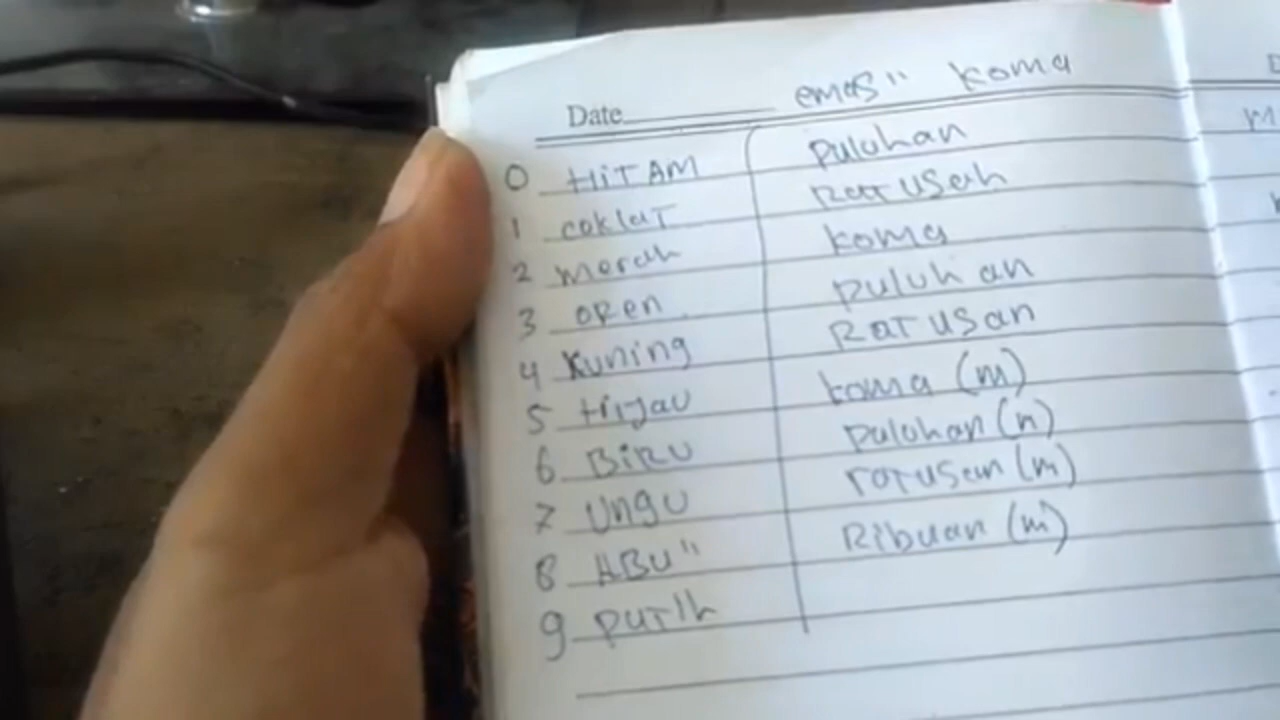 Date emas" koma
0 HiTAM puluhan
1 coklaT RaTUSah
2 merah koma
3 oren puluhan
4 Kuning RaTUSan
5 Hijau koma (m)
6 BiRU puluhan (n)
7 Ungu ratusan (m)
8 ABU" Ribuan (m)
9 PUTIh